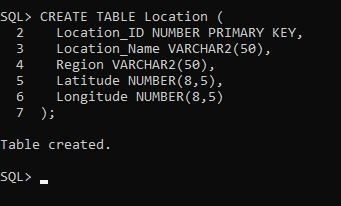 SQL> CREATE TABLE Location (
  2    Location_ID NUMBER PRIMARY KEY,
  3    Location_Name VARCHAR2(50),
  4    Region VARCHAR2(50),
  5    Latitude NUMBER(8,5),
  6    Longitude NUMBER(8,5)
  7  );
Table created.
SQL> _